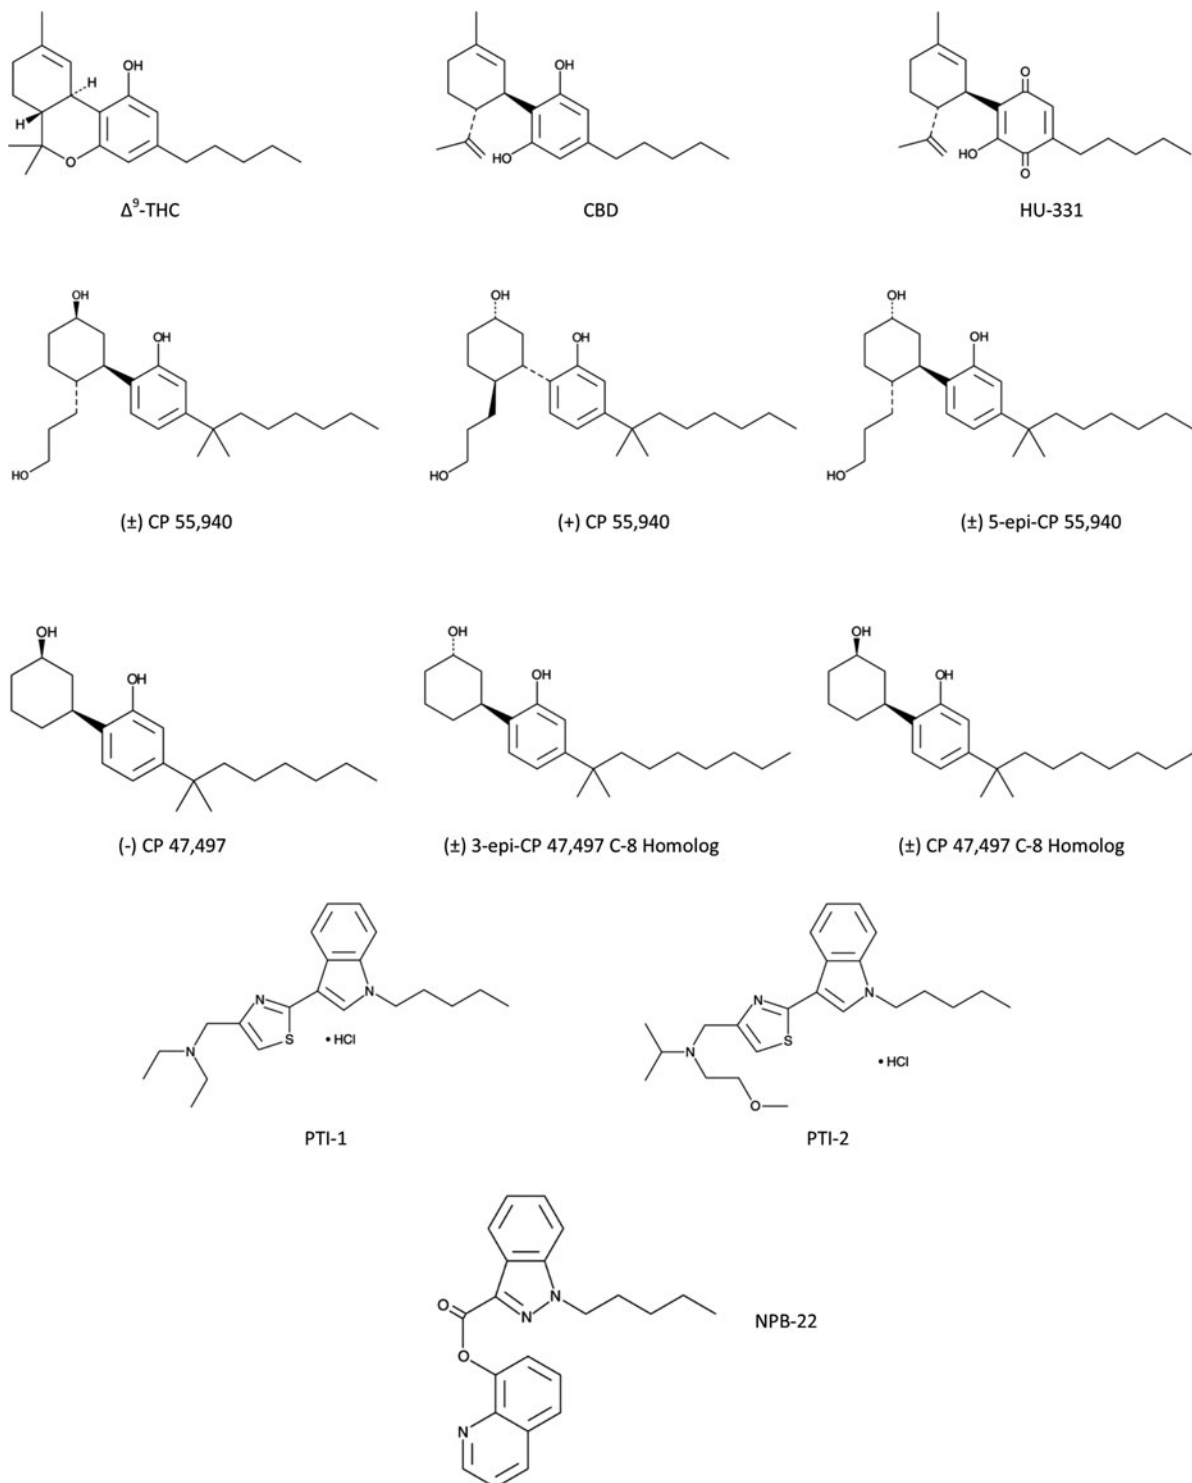 OH
H
H
O
Δ⁹-THC
OH
HO
CBD
O
HO
O
HU-331
OH
OH
HO
(±) CP 55,940
OH
OH
HO
(+) CP 55,940
OH
OH
HO
(±) 5-epi-CP 55,940
OH
OH
(-) CP 47,497
OH
OH
(±) 3-epi-CP 47,497 C-8 Homolog
OH
OH
(±) CP 47,497 C-8 Homolog
N
N
S
N
• HCl
PTI-1
N
N
S
N
O
• HCl
PTI-2
O
N
N
O
N
NPB-22